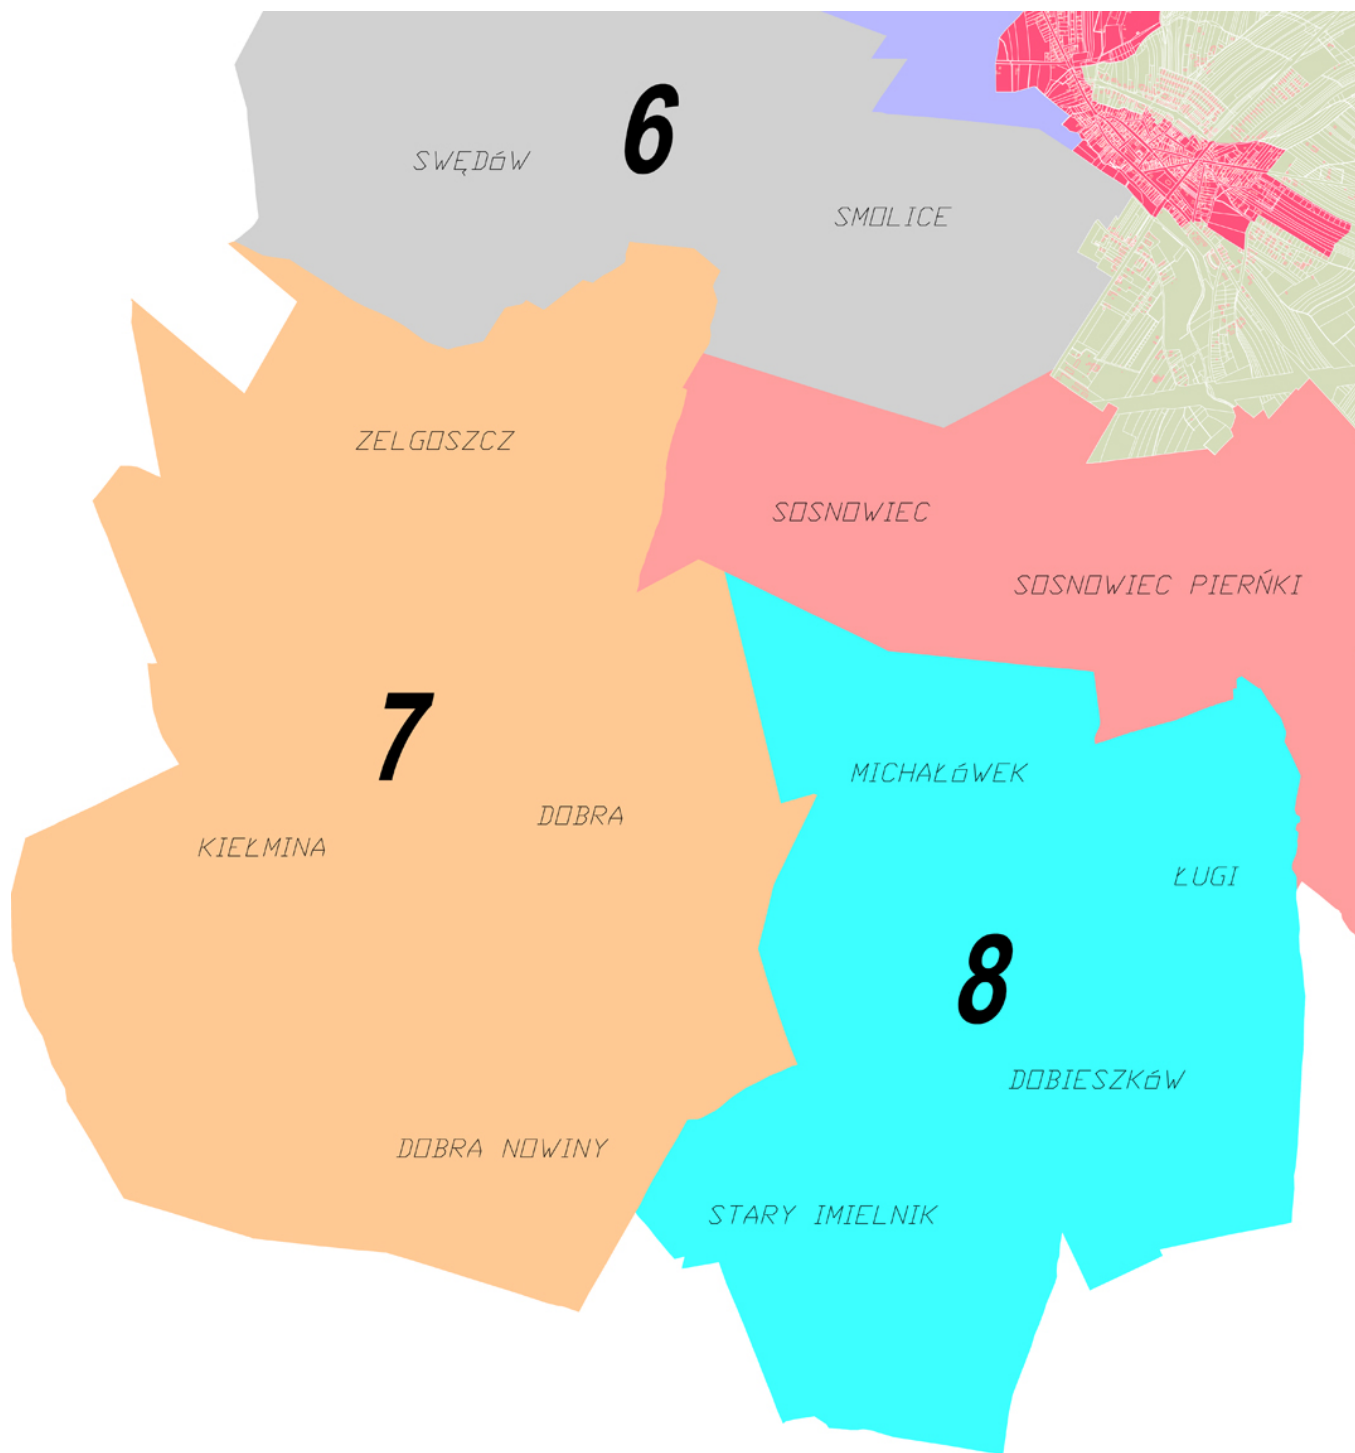 6
SWĘDóW
SMOLICE
ZELGOSZCZ
SOSNOWIEC
SOSNOWIEC PIERŃKI
7
MICHAŁóWEK
DOBRA
KIEŁMINA
ŁUGI
8
DOBIESZKóW
DOBRA NOWINY
STARY IMIELNIK